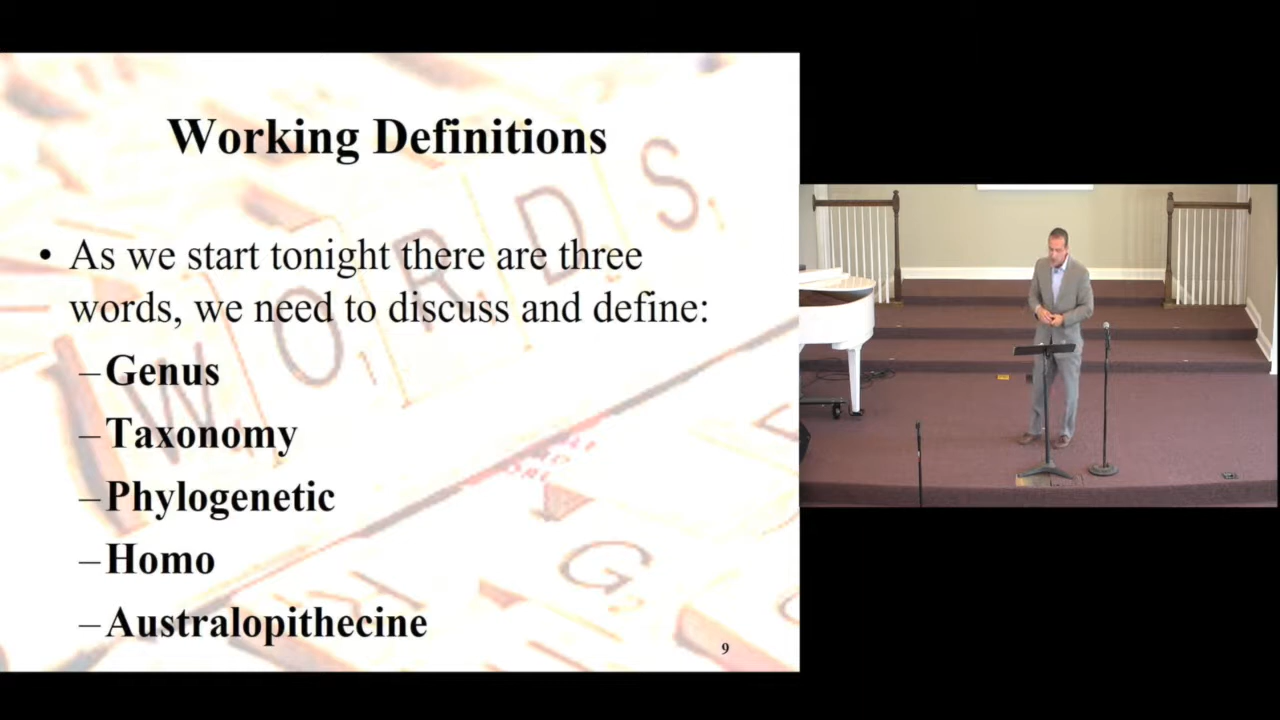 Working Definitions
• As we start tonight there are three
words, we need to discuss and define:
–Genus
–Taxonomy
–Phylogenetic
–Homo
–Australopithecine
9
WORDS
G